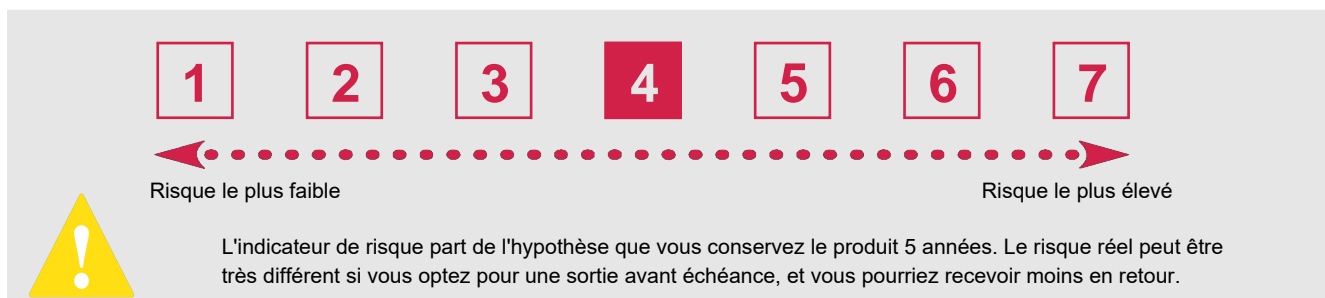 1 2 3 4 5 6 7
Risque le plus faible Risque le plus élevé
!
L'indicateur de risque part de l'hypothèse que vous conservez le produit 5 années. Le risque réel peut être
très différent si vous optez pour une sortie avant échéance, et vous pourriez recevoir moins en retour.